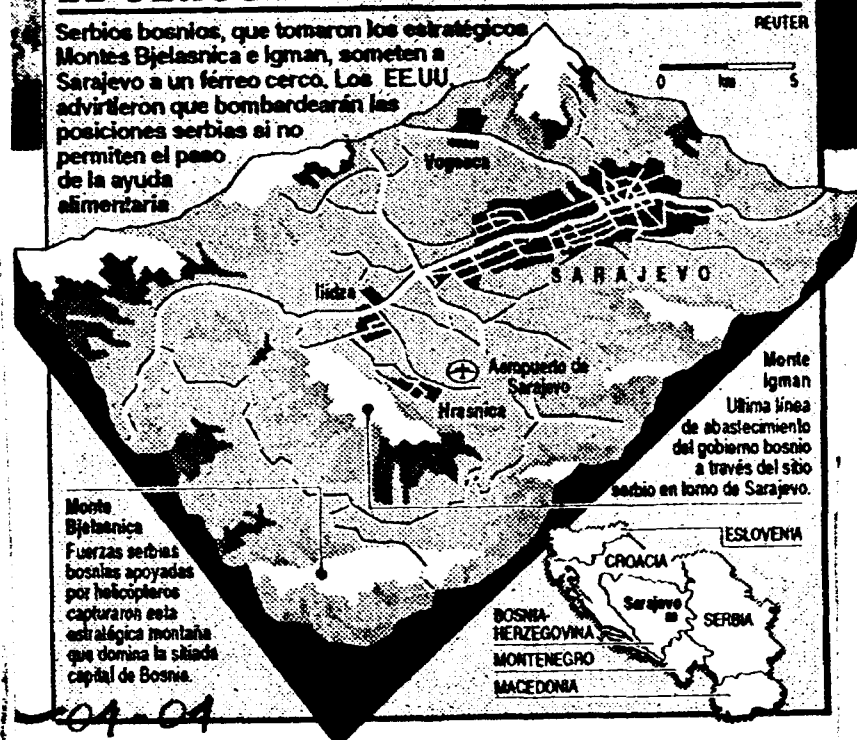 Serbios bosnios, que tomaron los estratégicos
Montes Bjelasnica e Igman, someten a
Sarajevo a un férreo cerco. Los EE.UU.
advirtieron que bombardearán las
posiciones serbias si no
permiten el paso
de la ayuda
alimentaria
REUTER
0 km 5
Vogosca
SARAJEVO
Ilidza
Aeropuerto de
Sarajevo
Hrasnica
Monte
Igman
Ultima línea
de abastecimiento
del gobierno bosnio
a través del sitio
serbio en torno de Sarajevo.
Monte
Bjelasnica
Fuerzas serbias
bosnias apoyadas
por helicópteros
capturaron esta
estratégica montaña
que domina la sitiada
capital de Bosnia.
ESLOVENIA
CROACIA
Sarajevo
SERBIA
BOSNIA-
HERZEGOVINA
MONTENEGRO
MACEDONIA
04-04